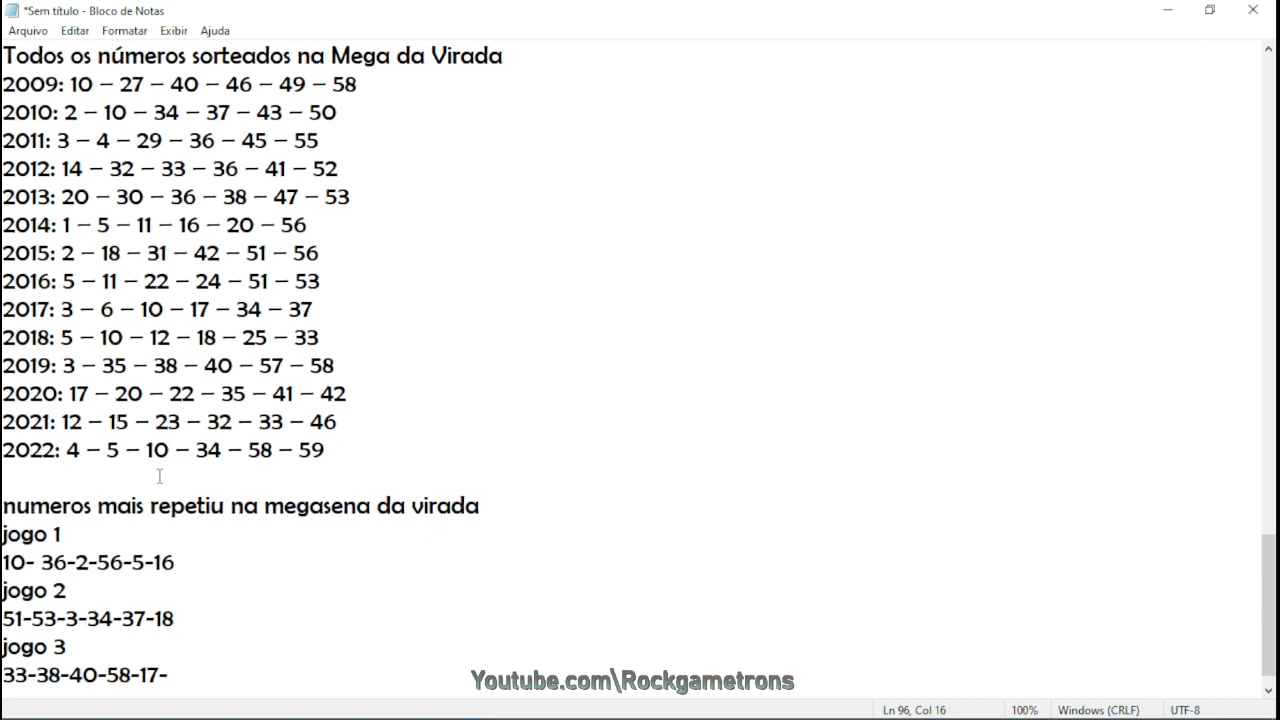 *Sem título - Bloco de Notas
Arquivo Editar Formatar Exibir Ajuda
Todos os números sorteados na Mega da Virada
2009: 10 – 27 – 40 – 46 – 49 – 58
2010: 2 – 10 – 34 – 37 – 43 – 50
2011: 3 – 4 – 29 – 36 – 45 – 55
2012: 14 – 32 – 33 – 36 – 41 – 52
2013: 20 – 30 – 36 – 38 – 47 – 53
2014: 1 – 5 – 11 – 16 – 20 – 56
2015: 2 – 18 – 31 – 42 – 51 – 56
2016: 5 – 11 – 22 – 24 – 51 – 53
2017: 3 – 6 – 10 – 17 – 34 – 37
2018: 5 – 10 – 12 – 18 – 25 – 33
2019: 3 – 35 – 38 – 40 – 57 – 58
2020: 17 – 20 – 22 – 35 – 41 – 42
2021: 12 – 15 – 23 – 32 – 33 – 46
2022: 4 – 5 – 10 – 34 – 58 – 59
numeros mais repetiu na megasena da virada
jogo 1
10- 36-2-56-5-16
jogo 2
51-53-3-34-37-18
jogo 3
33-38-40-58-17-
Youtube.com\Rockgametrons
Ln 96, Col 16 100% Windows (CRLF) UTF-8